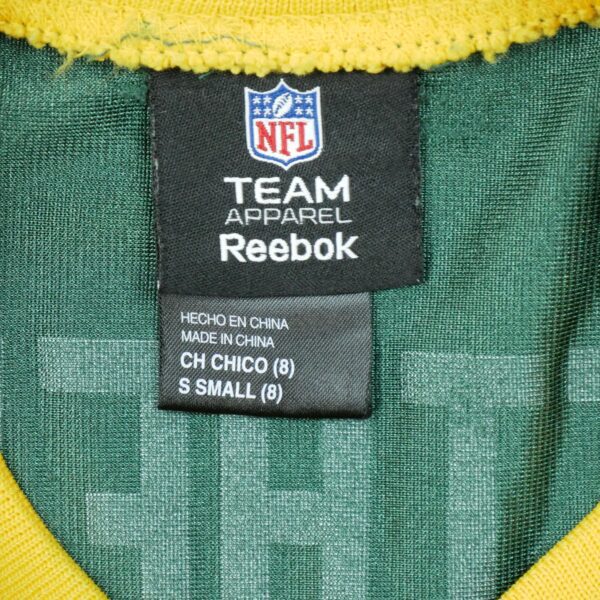 NFL
TEAM
APPAREL
Reebok
HECHO EN CHINA
MADE IN CHINA
CH CHICO (8)
S SMALL (8)